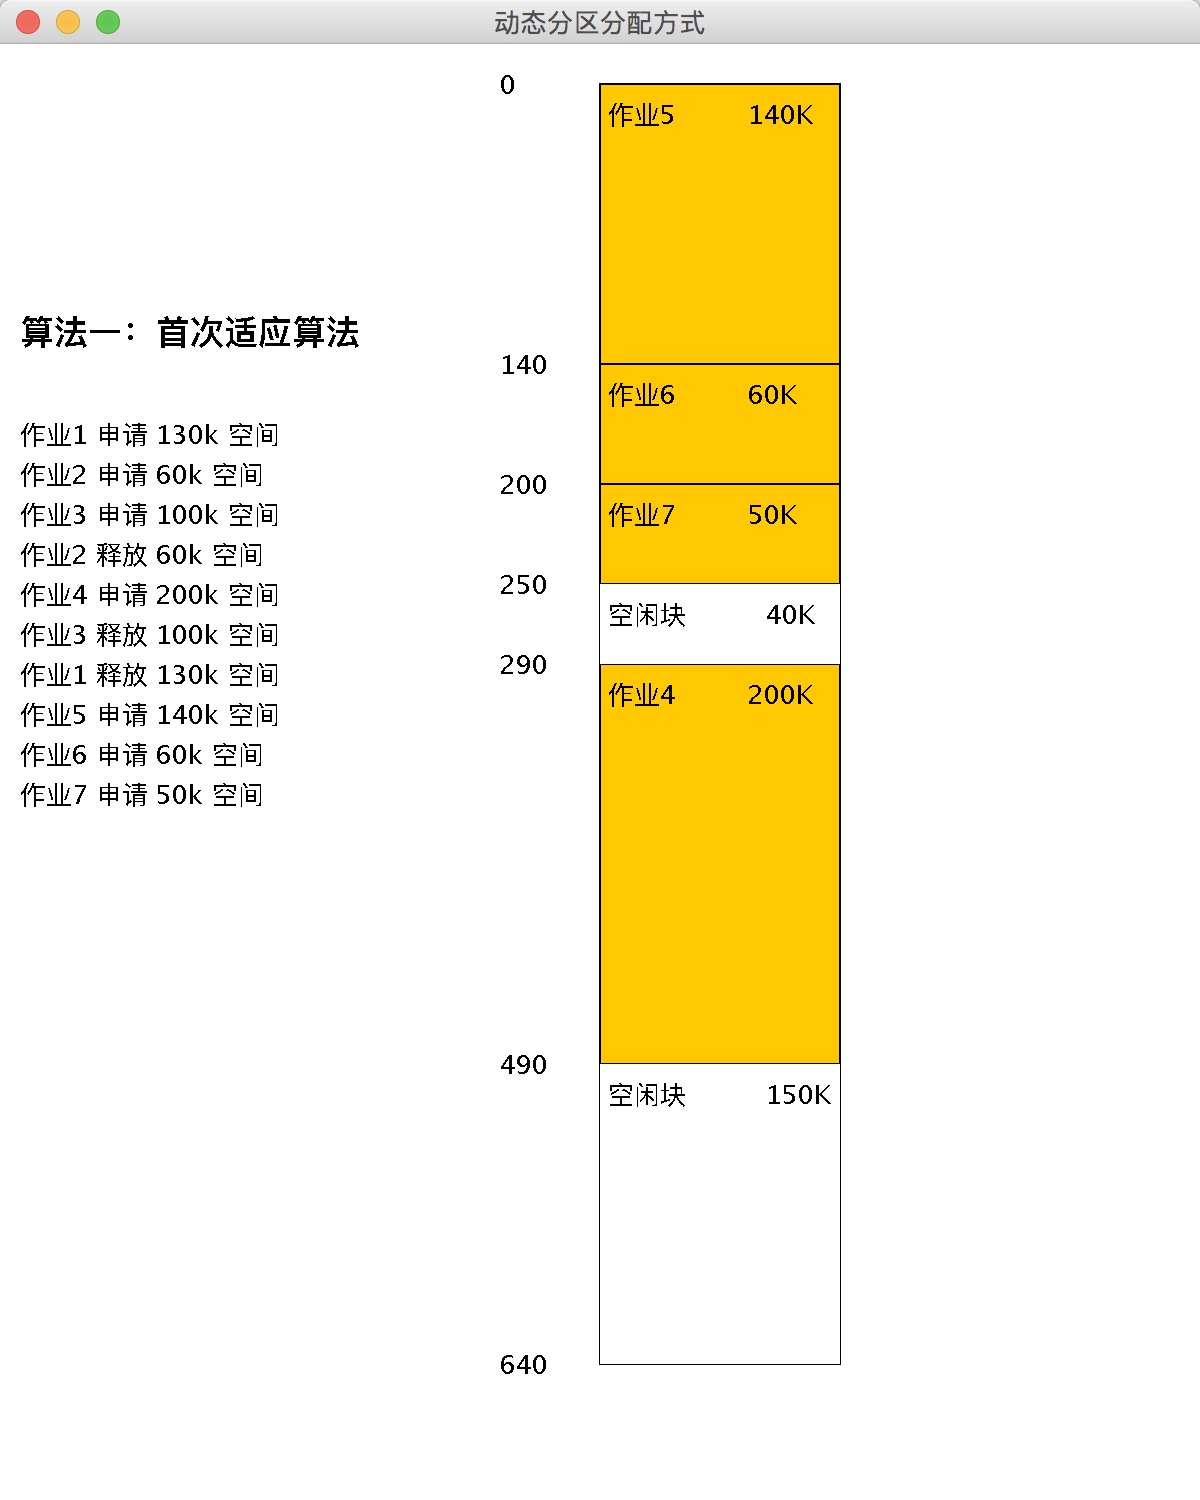 动态分区分配方式
算法一：首次适应算法
作业1 申请 130k 空间
作业2 申请 60k 空间
作业3 申请 100k 空间
作业2 释放 60k 空间
作业4 申请 200k 空间
作业3 释放 100k 空间
作业1 释放 130k 空间
作业5 申请 140k 空间
作业6 申请 60k 空间
作业7 申请 50k 空间
0
作业5 140K
140
作业6 60K
200
作业7 50K
250
空闲块 40K
290
作业4 200K
490
空闲块 150K
640